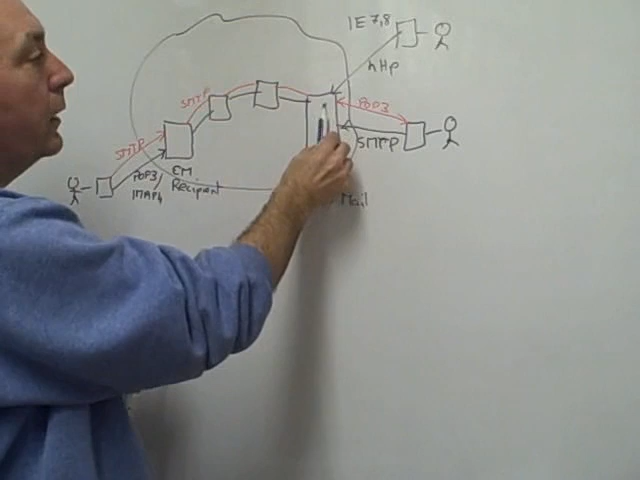 IE 7,8
http
SMTP
POP3
SMTP
SMTP
POP3/
IMAP4
EM
Recipient
Mail